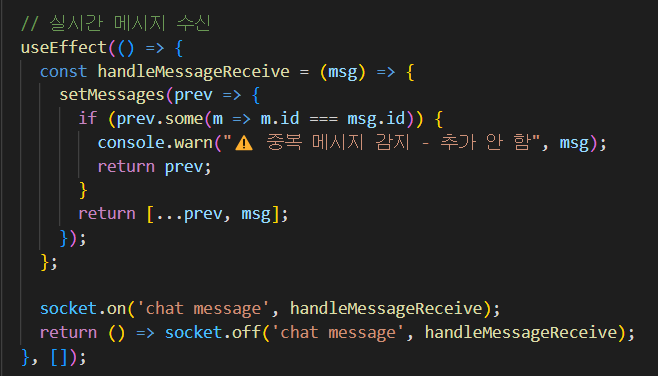 // 실시간 메시지 수신
useEffect(() => {
  const handleMessageReceive = (msg) => {
    setMessages(prev => {
      if (prev.some(m => m.id === msg.id)) {
        console.warn("⚠️ 중복 메시지 감지 - 추가 안 함", msg);
        return prev;
      }
      return [...prev, msg];
    });
  };

  socket.on('chat message', handleMessageReceive);
  return () => socket.off('chat message', handleMessageReceive);
}, []);